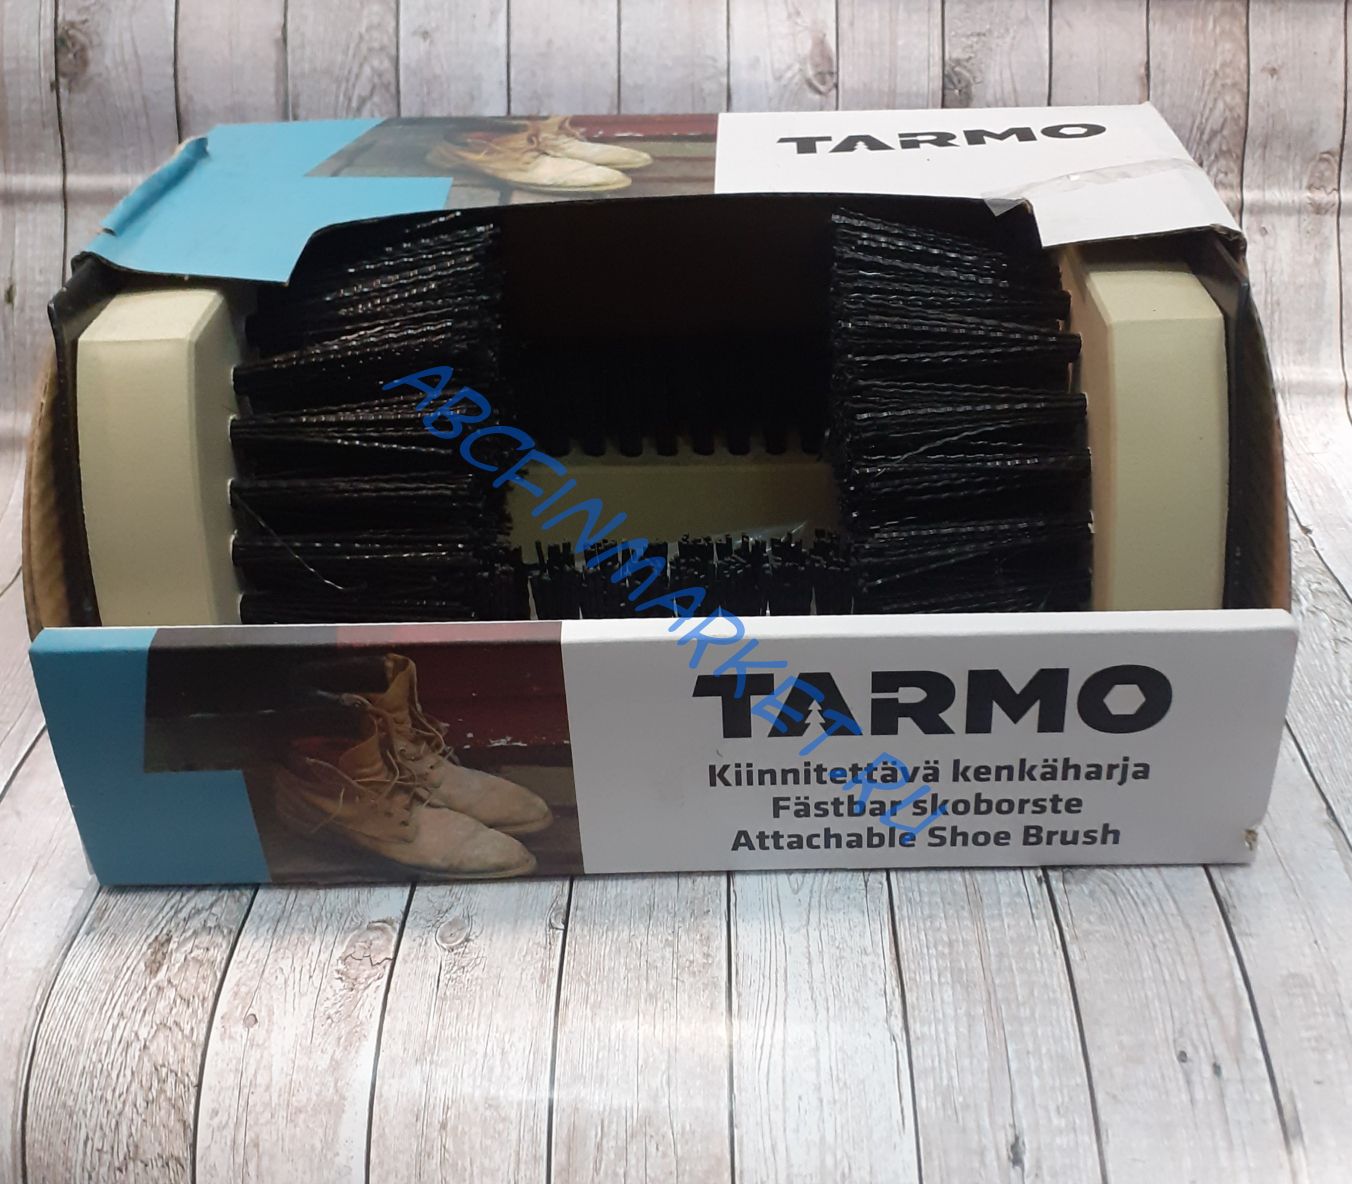 TARMO
ABCFINMARKET.RU
TARMO
Kiinnitettävä kenkäharja
Fästbar skoborste
Attachable Shoe Brush